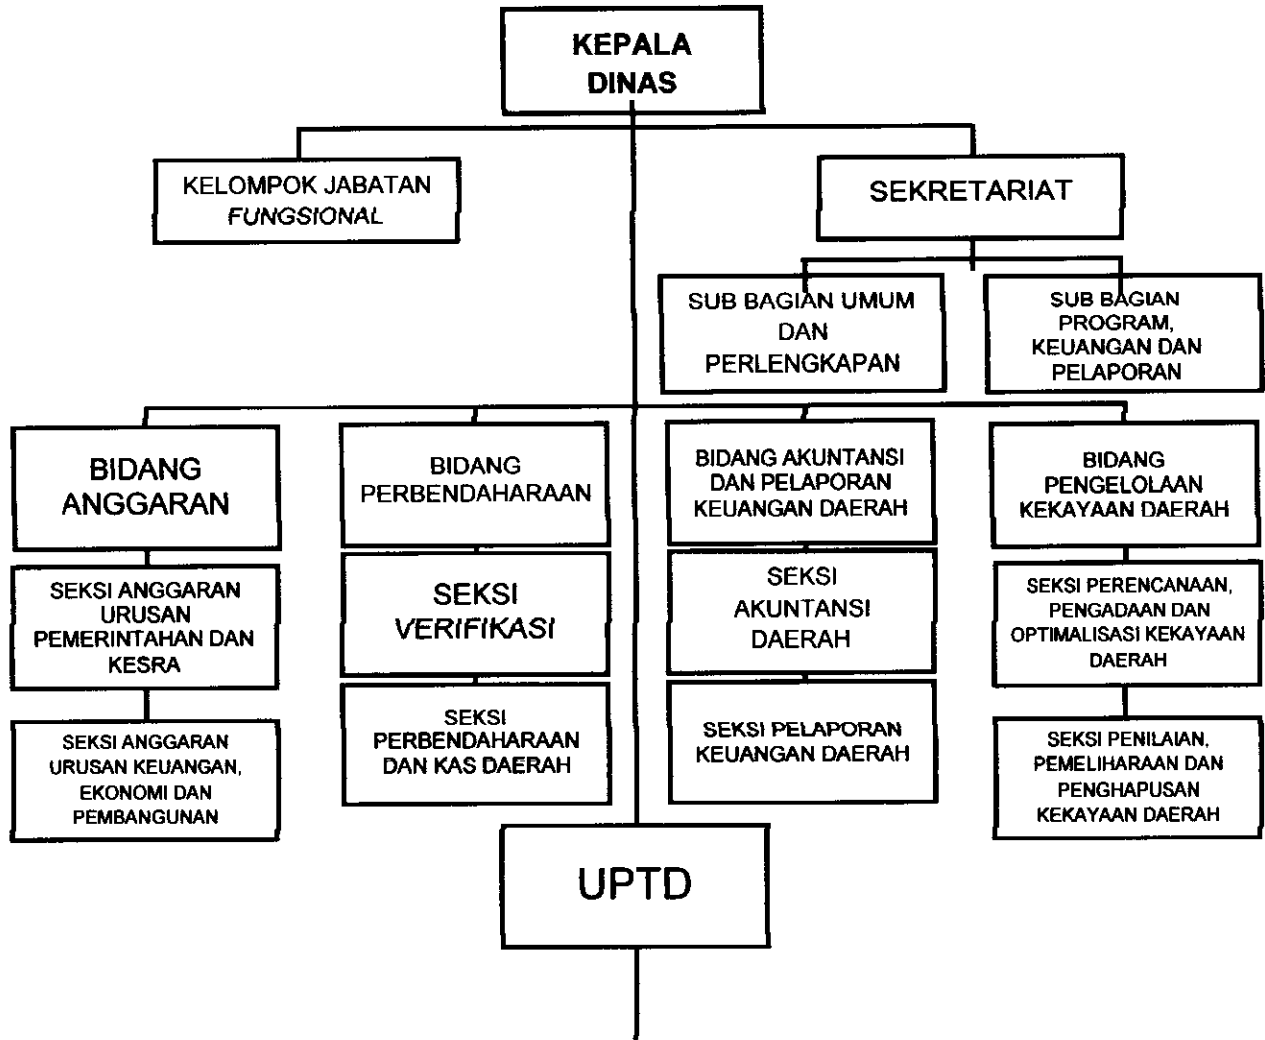 KEPALA
DINAS
KELOMPOK JABATAN
FUNGSIONAL
SEKRETARIAT
SUB BAGIAN UMUM
DAN
PERLENGKAPAN
SUB BAGIAN
PROGRAM,
KEUANGAN DAN
PELAPORAN
BIDANG
ANGGARAN
BIDANG
PERBENDAHARAAN
BIDANG AKUNTANSI
DAN PELAPORAN
KEUANGAN DAERAH
BIDANG
PENGELOLAAN
KEKAYAAN DAERAH
SEKSI ANGGARAN
URUSAN
PEMERINTAHAN DAN
KESRA
SEKSI
VERIFIKASI
SEKSI
AKUNTANSI
DAERAH
SEKSI PERENCANAAN,
PENGADAAN DAN
OPTIMALISASI KEKAYAAN
DAERAH
SEKSI ANGGARAN
URUSAN KEUANGAN,
EKONOMI DAN
PEMBANGUNAN
SEKSI
PERBENDAHARAAN
DAN KAS DAERAH
SEKSI PELAPORAN
KEUANGAN DAERAH
SEKSI PENILAIAN,
PEMELIHARAAN DAN
PENGHAPUSAN
KEKAYAAN DAERAH
UPTD